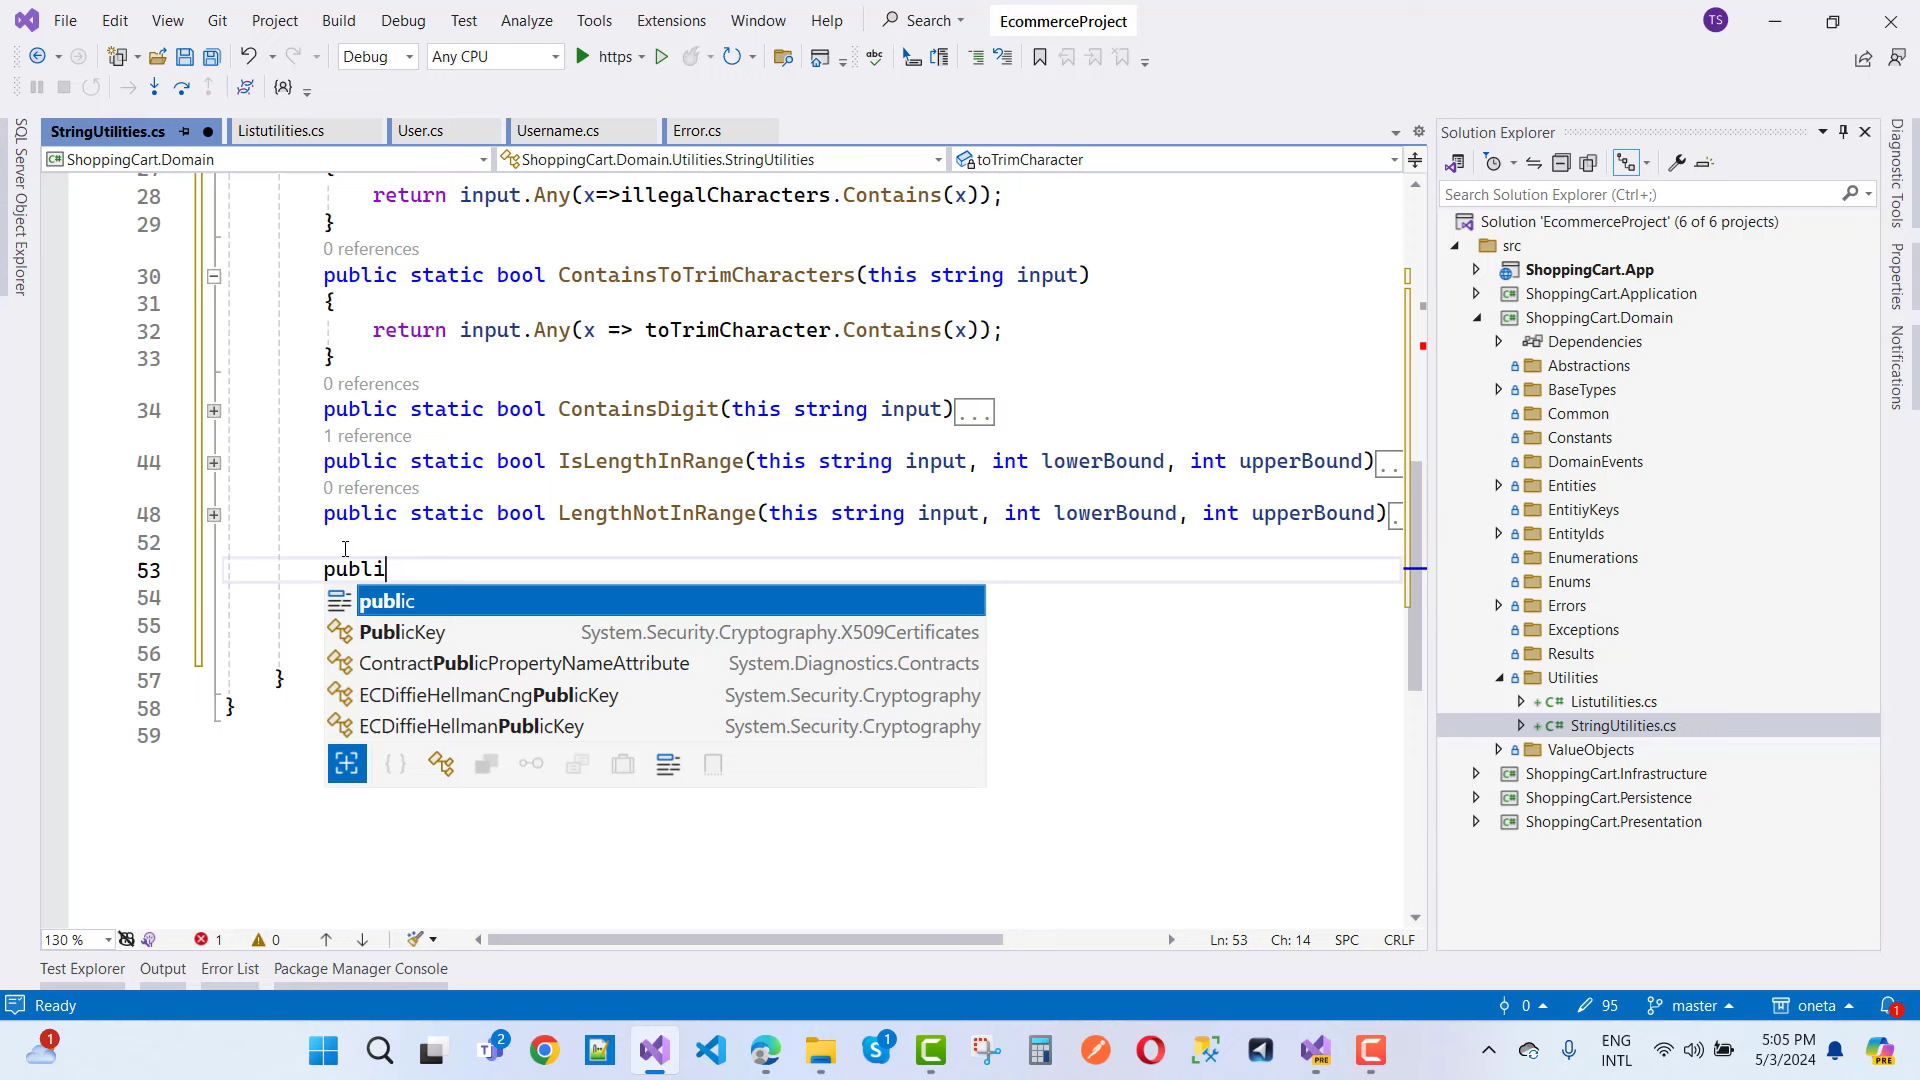 File Edit View Git Project Build Debug Test Analyze Tools Extensions Window Help Search EcommerceProject TS
Debug Any CPU https
StringUtilities.cs Listutilities.cs User.cs Username.cs Error.cs
ShoppingCart.Domain ShoppingCart.Domain.Utilities.StringUtilities toTrimCharacter
28 return input.Any(x=>illegalCharacters.Contains(x));
29 }
0 references
30 public static bool ContainsToTrimCharacters(this string input)
31 {
32 return input.Any(x => toTrimCharacter.Contains(x));
33 }
0 references
34 public static bool ContainsDigit(this string input)...
1 reference
44 public static bool IsLengthInRange(this string input, int lowerBound, int upperBound)..
0 references
48 public static bool LengthNotInRange(this string input, int lowerBound, int upperBound).
52
53 publi
54
55
56
57 }
58 }
59
public
PublicKey System.Security.Cryptography.X509Certificates
ContractPublicPropertyNameAttribute System.Diagnostics.Contracts
ECDiffieHellmanCngPublicKey System.Security.Cryptography
ECDiffieHellmanPublicKey System.Security.Cryptography
130 % 1 0 Ln: 53 Ch: 14 SPC CRLF
Test Explorer Output Error List Package Manager Console
SQL Server Object Explorer
Solution Explorer
Search Solution Explorer (Ctrl+;)
Solution 'EcommerceProject' (6 of 6 projects)
src
ShoppingCart.App
ShoppingCart.Application
ShoppingCart.Domain
Dependencies
Abstractions
BaseTypes
Common
Constants
DomainEvents
Entities
EntitiyKeys
EntityIds
Enumerations
Enums
Errors
Exceptions
Results
Utilities
Listutilities.cs
StringUtilities.cs
ValueObjects
ShoppingCart.Infrastructure
ShoppingCart.Persistence
ShoppingCart.Presentation
Diagnostic Tools
Properties
Notifications
Ready 0 95 master oneta 1
1 2 1 PRE ENG INTL 5:05 PM 5/3/2024 PRE